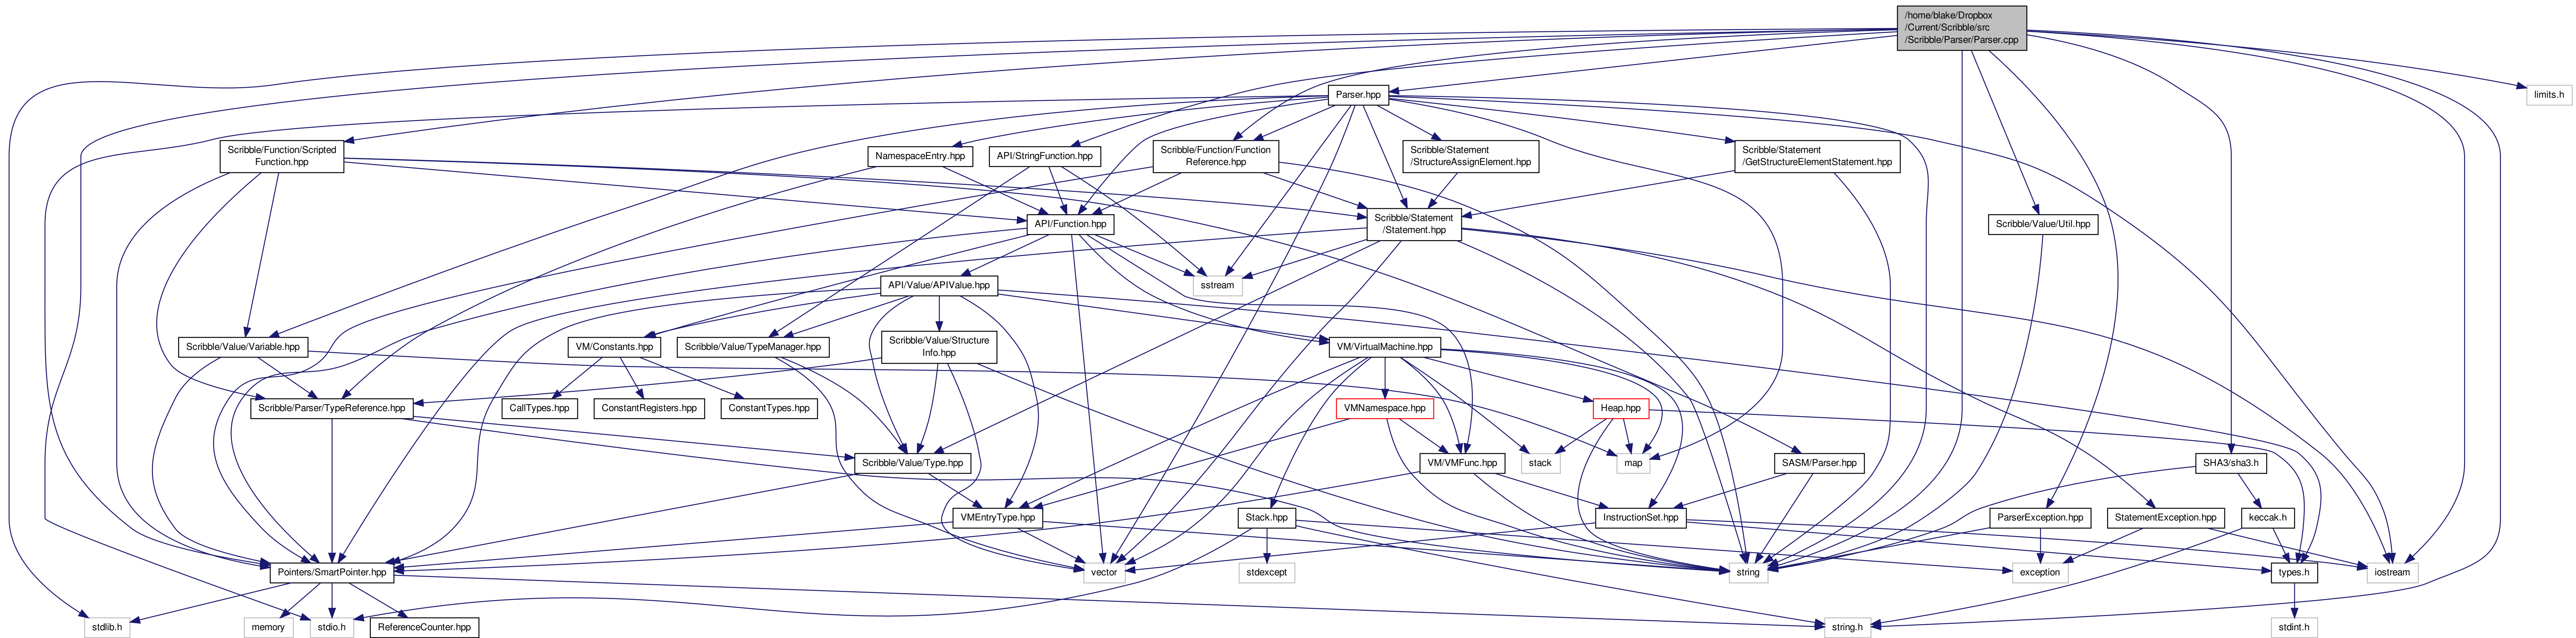 /home/blake/Dropbox
/Current/Scribble/src
/Scribble/Parser/Parser.cpp
Parser.hpp
limits.h
Scribble/Function/Scripted
Function.hpp
NamespaceEntry.hpp
API/StringFunction.hpp
Scribble/Function/Function
Reference.hpp
Scribble/Statement
/StructureAssignElement.hpp
Scribble/Statement
/GetStructureElementStatement.hpp
API/Function.hpp
Scribble/Statement
/Statement.hpp
Scribble/Value/Util.hpp
API/Value/APIValue.hpp
sstream
Scribble/Value/Variable.hpp
VM/Constants.hpp
Scribble/Value/TypeManager.hpp
Scribble/Value/Structure
Info.hpp
VM/VirtualMachine.hpp
Scribble/Parser/TypeReference.hpp
CallTypes.hpp
ConstantRegisters.hpp
ConstantTypes.hpp
VMNamespace.hpp
Heap.hpp
Scribble/Value/Type.hpp
VM/VMFunc.hpp
stack
map
SASM/Parser.hpp
SHA3/sha3.h
VMEntryType.hpp
Stack.hpp
InstructionSet.hpp
ParserException.hpp
StatementException.hpp
keccak.h
Pointers/SmartPointer.hpp
vector
stdexcept
string
exception
types.h
iostream
stdlib.h
memory
stdio.h
ReferenceCounter.hpp
string.h
stdint.h